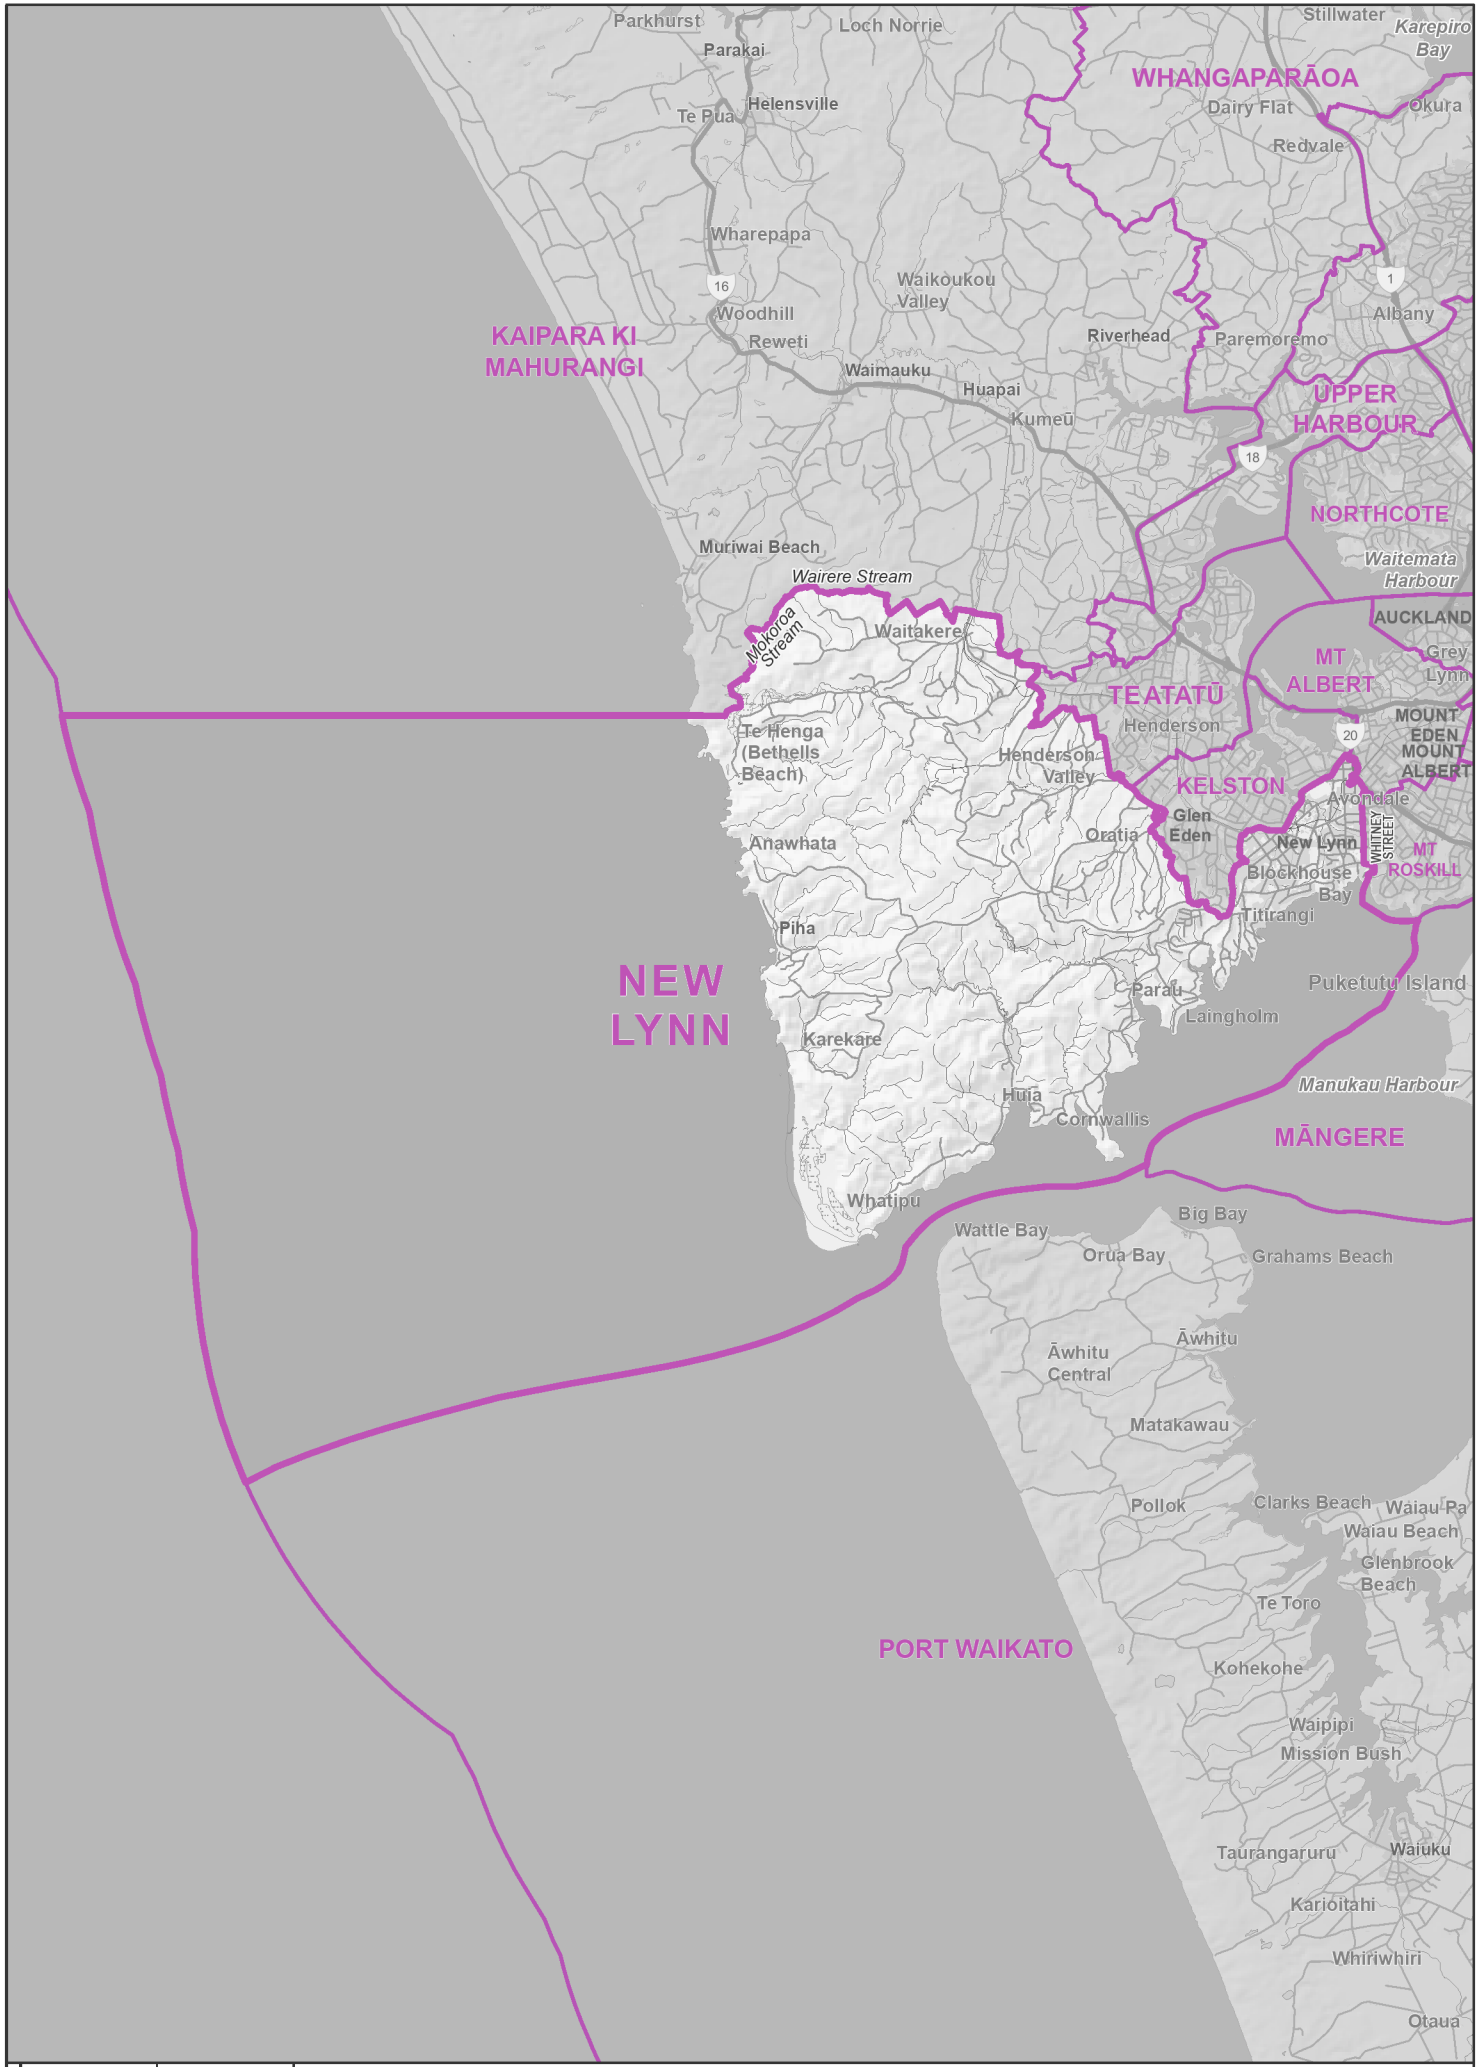 Parkhurst
Loch Norrie
Stillwater
Karepiro
Bay
Parakai
WHANGAPARĀOA
Helensville
Te Pua
Dairy Flat
Okura
Redvale
Wharepapa
Waikoukou
Valley
16
1
Woodhill
Albany
KAIPARA KI
MAHURANGI
Reweti
Riverhead
Paremoremo
Waimauku
Huapai
UPPER
HARBOUR
Kumeū
18
NORTHCOTE
Muriwai Beach
Waitemata
Harbour
Wairere Stream
Mokoroa
Stream
Waitakere
AUCKLAND
MT
ALBERT
Grey
Lynn
TE ATATŪ
Henderson
MOUNT
EDEN
MOUNT
ALBERT
20
Te Henga
(Bethells
Beach)
Henderson
Valley
KELSTON
Avondale
Glen
Eden
WHITNEY
STREET
Anawhata
Oratia
New Lynn
MT
ROSKILL
Blockhouse
Bay
Titirangi
Piha
NEW
LYNN
Parau
Puketutu Island
Laingholm
Karekare
Manukau Harbour
Huia
Cornwallis
MĀNGERE
Whatipu
Wattle Bay
Big Bay
Orua Bay
Grahams Beach
Āwhitu
Āwhitu
Central
Matakawau
Pollok
Clarks Beach
Waiau Pa
Waiau Beach
Glenbrook
Beach
Te Toro
PORT WAIKATO
Kohekohe
Waipipi
Mission Bush
Taurangaruru
Waiuku
Karioitahi
Whiriwhiri
Otaua